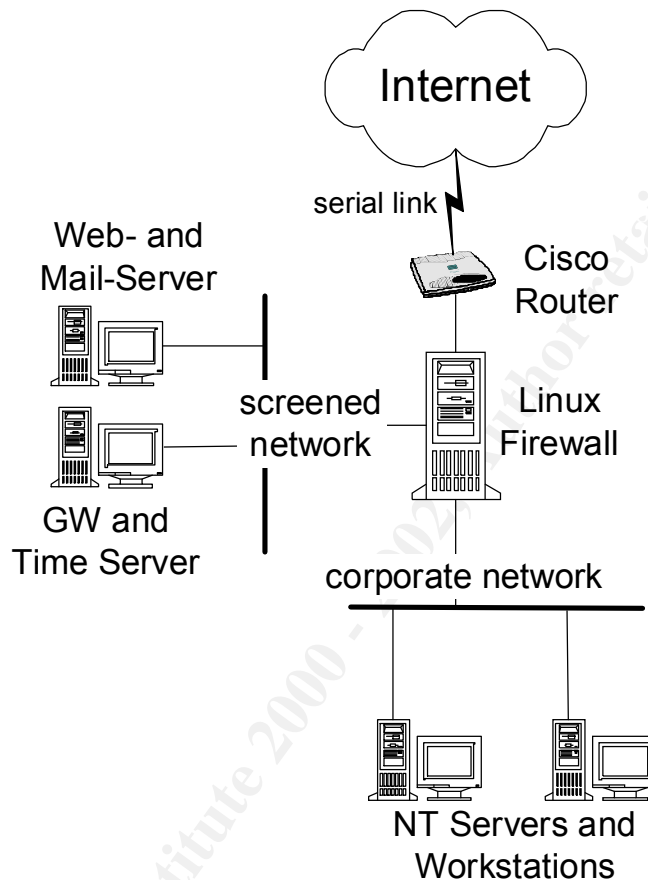 Internet
serial link
Web- and
Mail-Server
Cisco
Router
screened
network
Linux
Firewall
GW and
Time Server
corporate network
NT Servers and
Workstations